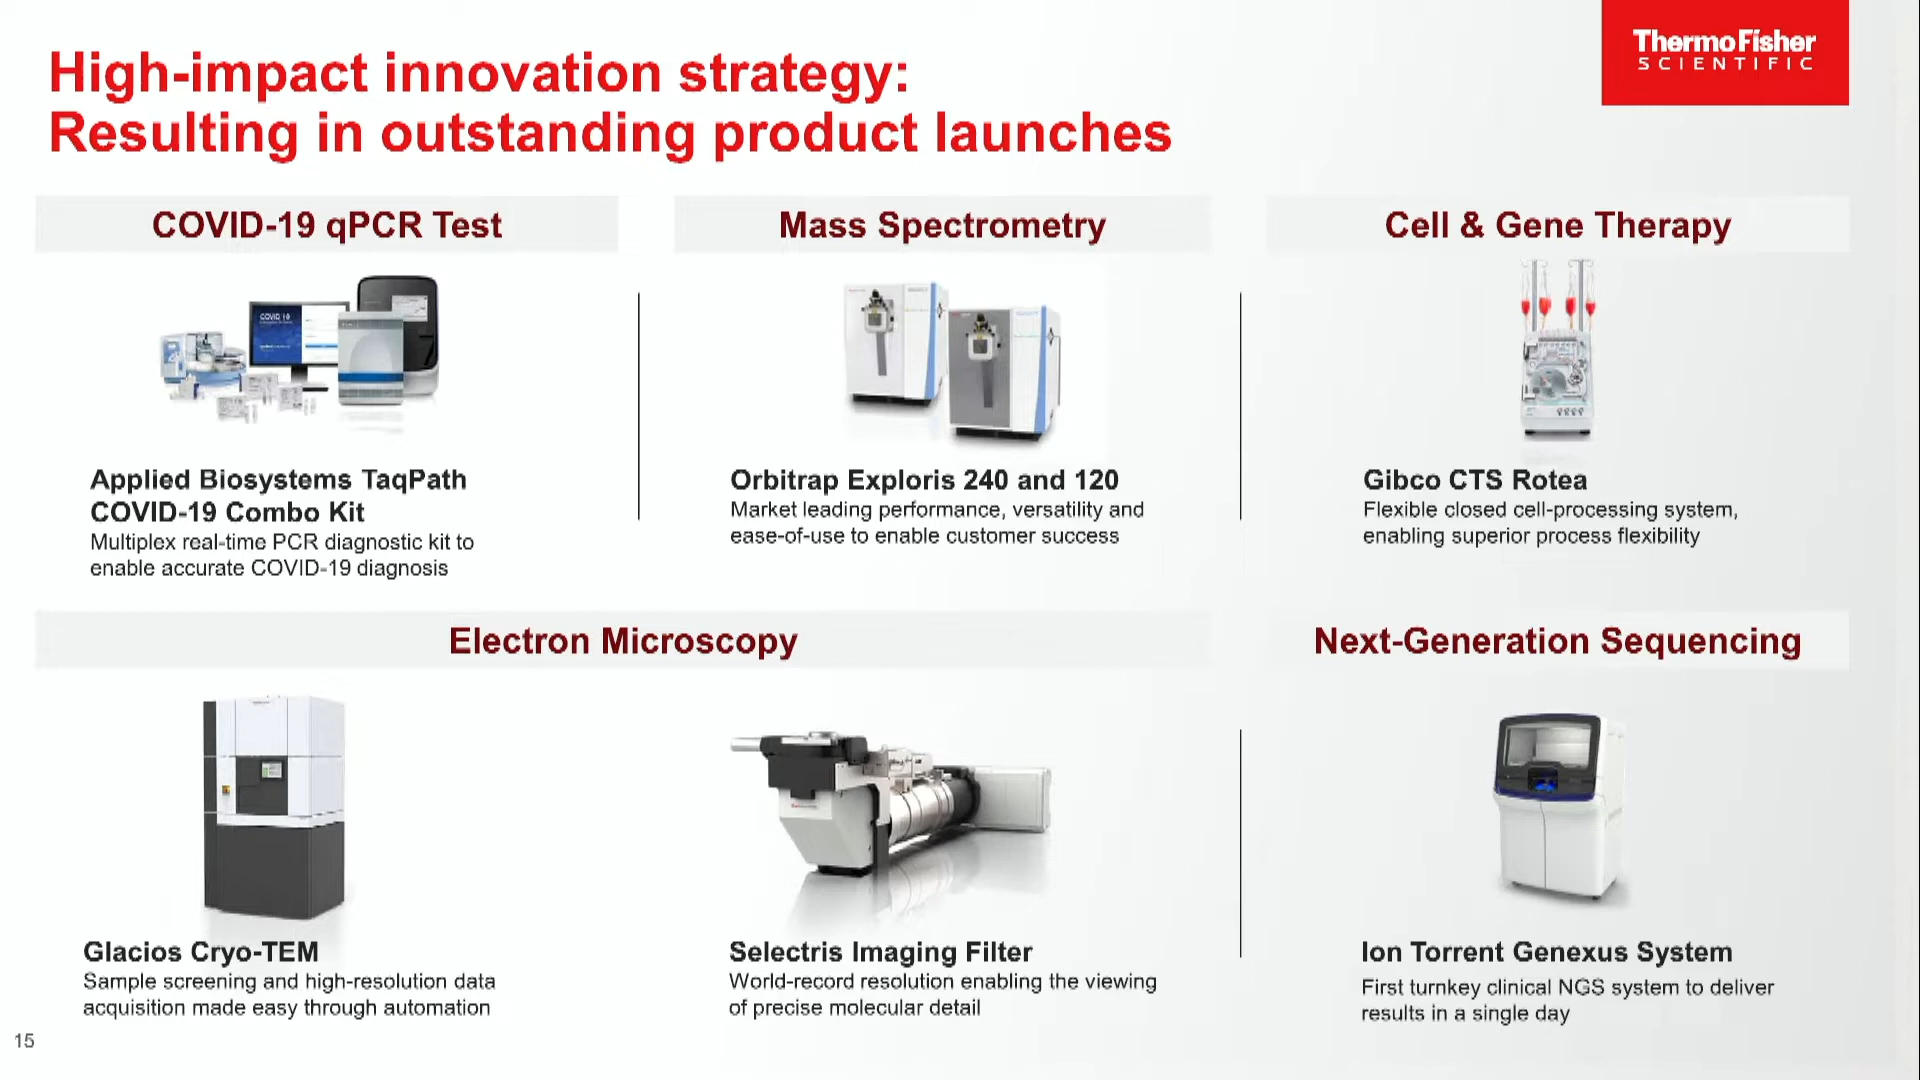 High-impact innovation strategy:
Resulting in outstanding product launches
ThermoFisher
SCIENTIFIC
COVID-19 qPCR Test
Mass Spectrometry
Cell & Gene Therapy
COVID 19
Applied Biosystems TaqPath
COVID-19 Combo Kit
Multiplex real-time PCR diagnostic kit to
enable accurate COVID-19 diagnosis
Orbitrap Exploris 240 and 120
Market leading performance, versatility and
ease-of-use to enable customer success
Gibco CTS Rotea
Flexible closed cell-processing system,
enabling superior process flexibility
Electron Microscopy
Next-Generation Sequencing
Glacios Cryo-TEM
Sample screening and high-resolution data
acquisition made easy through automation
Selectris Imaging Filter
World-record resolution enabling the viewing
of precise molecular detail
Ion Torrent Genexus System
First turnkey clinical NGS system to deliver
results in a single day
15